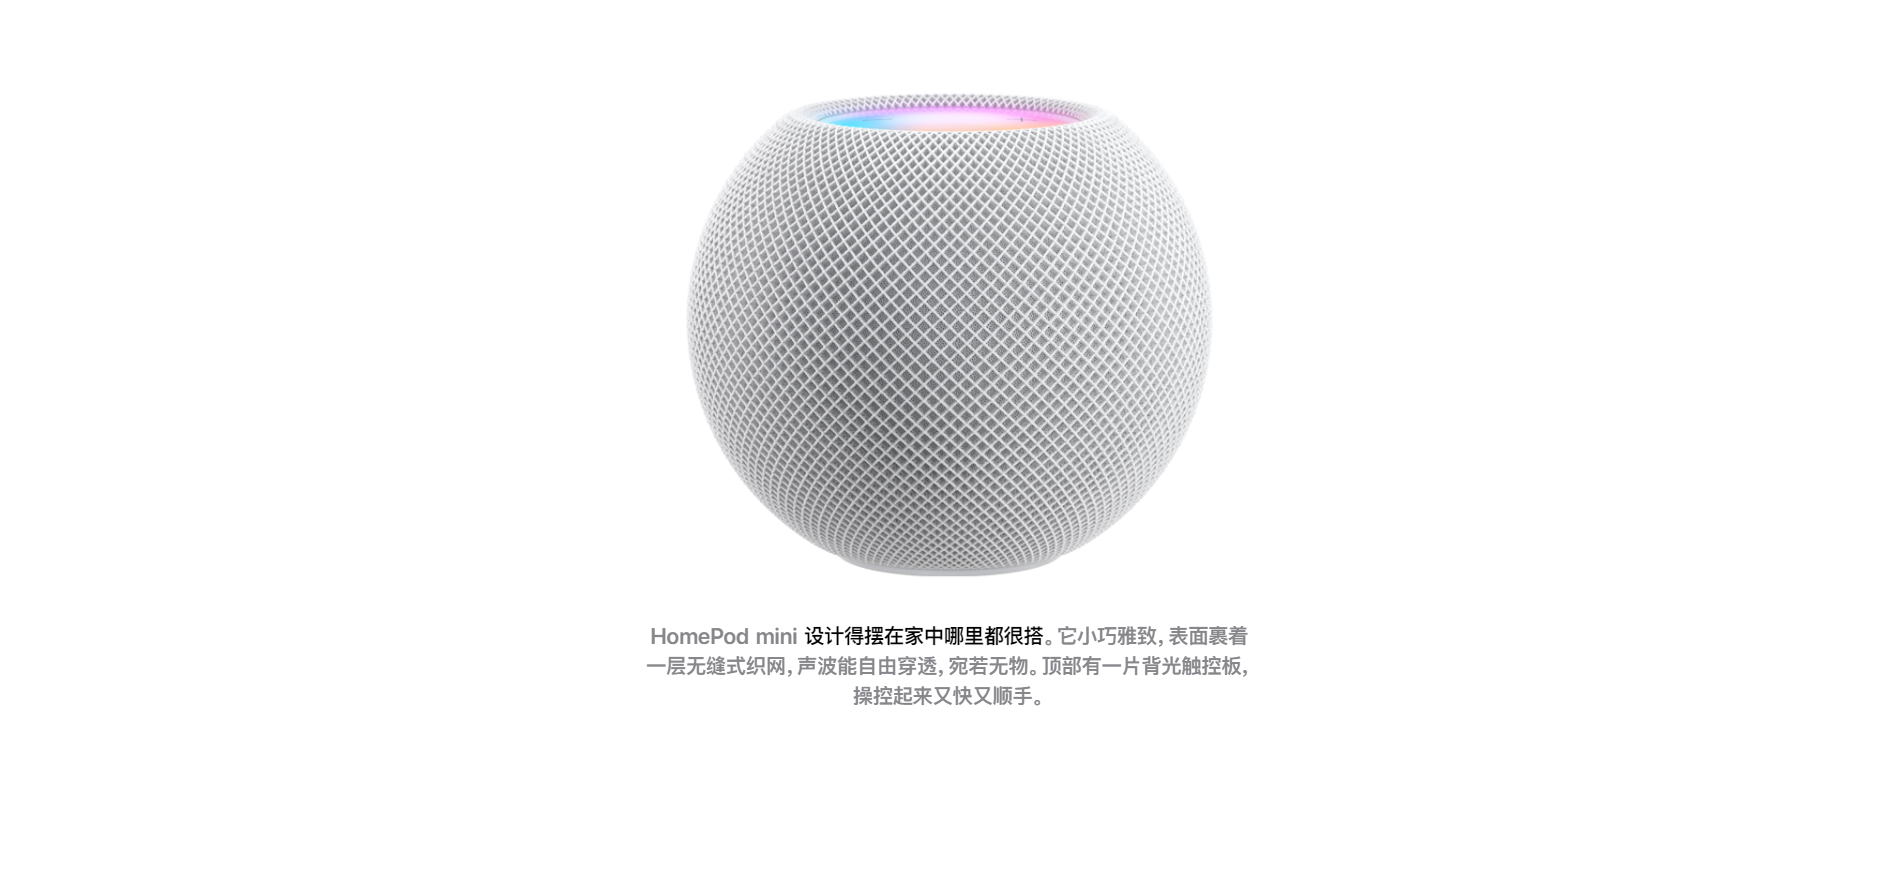 HomePod mini 设计得摆在家中哪里都很搭。它小巧雅致，表面裹着
一层无缝式织网，声波能自由穿透，宛若无物。顶部有一片背光触控板，
操控起来又快又顺手。